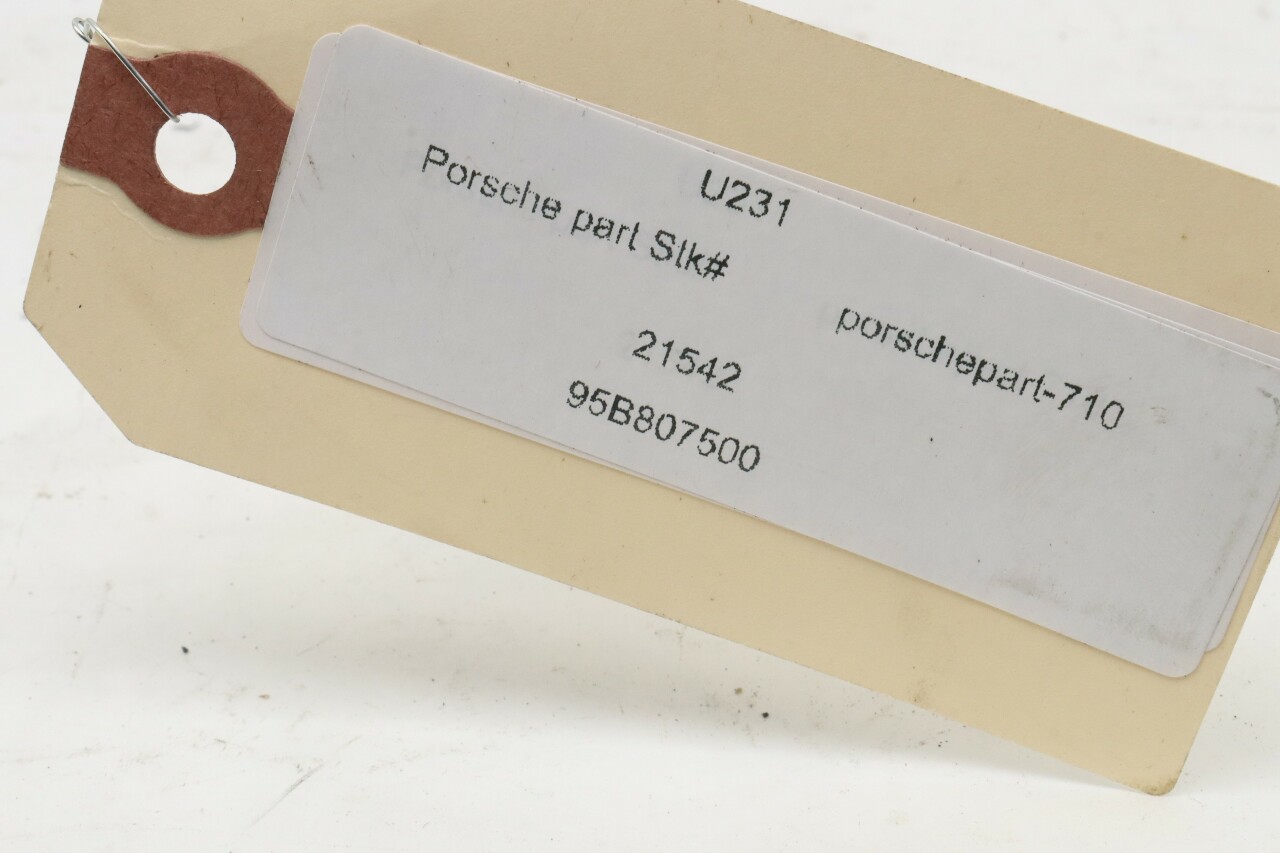 U231
Porsche part Stk#
porschepart-710
21542
95B807500